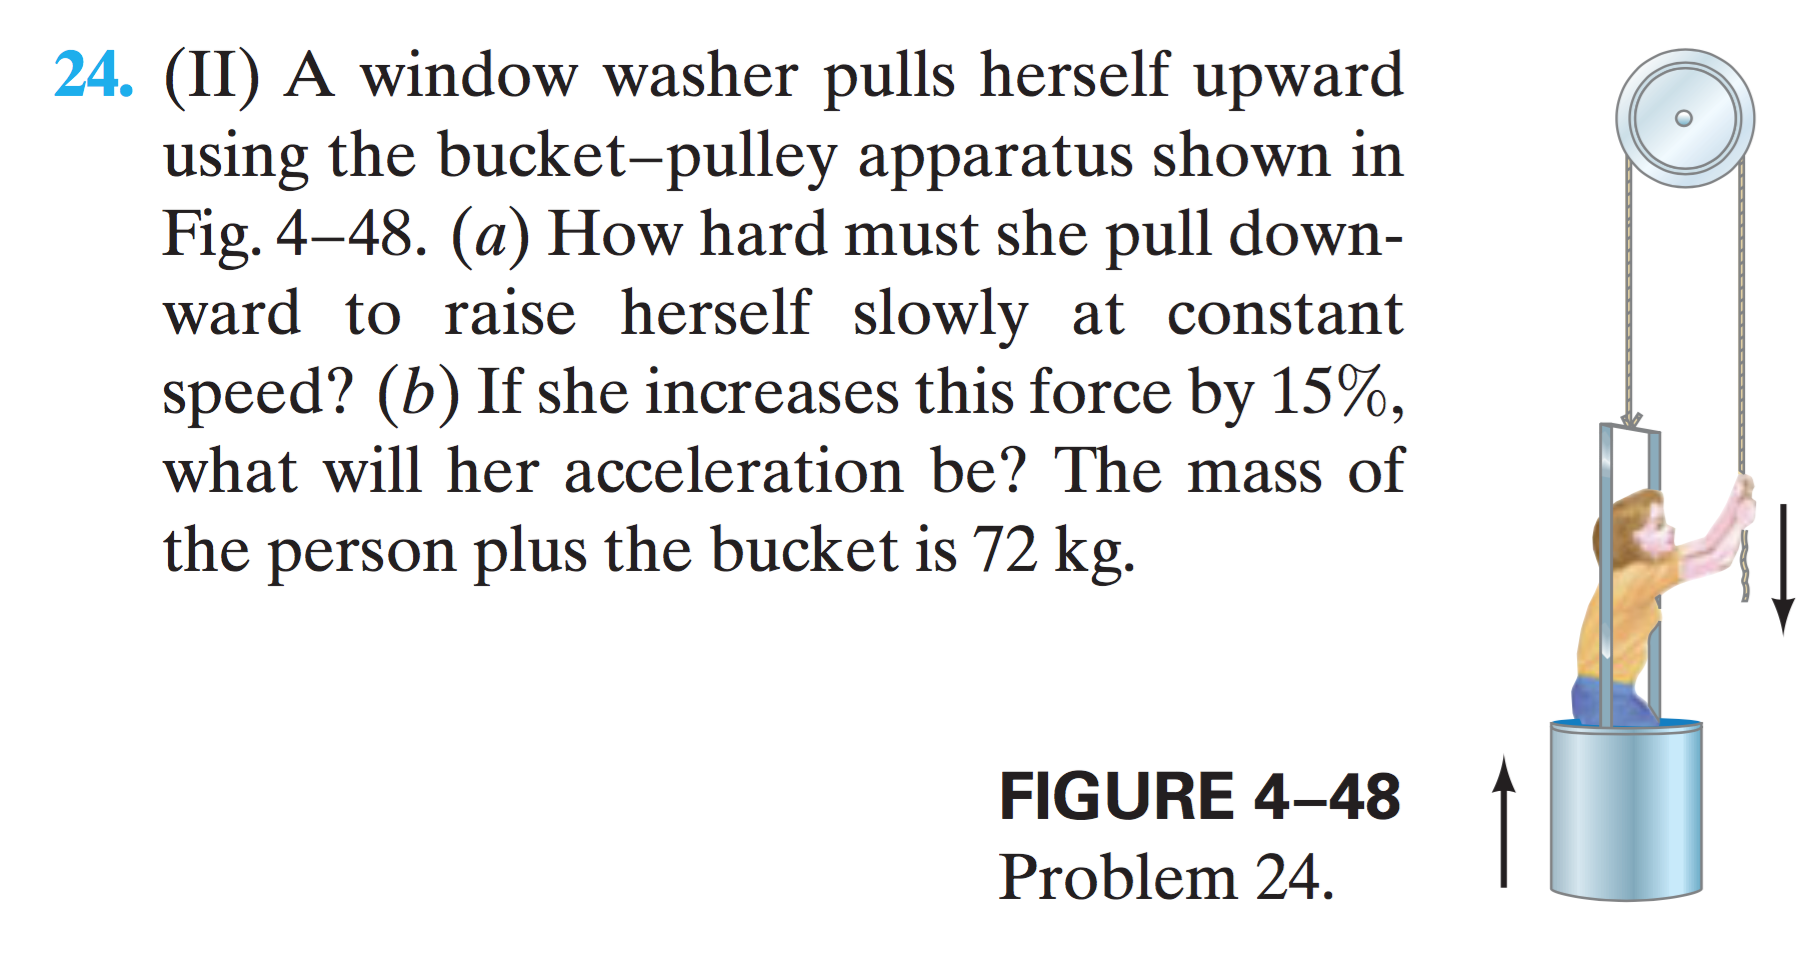 24. (II) A window washer pulls herself upward
using the bucket–pulley apparatus shown in
Fig. 4–48. (a) How hard must she pull down-
ward to raise herself slowly at constant
speed? (b) If she increases this force by 15%,
what will her acceleration be? The mass of
the person plus the bucket is 72 kg.
FIGURE 4–48
Problem 24.